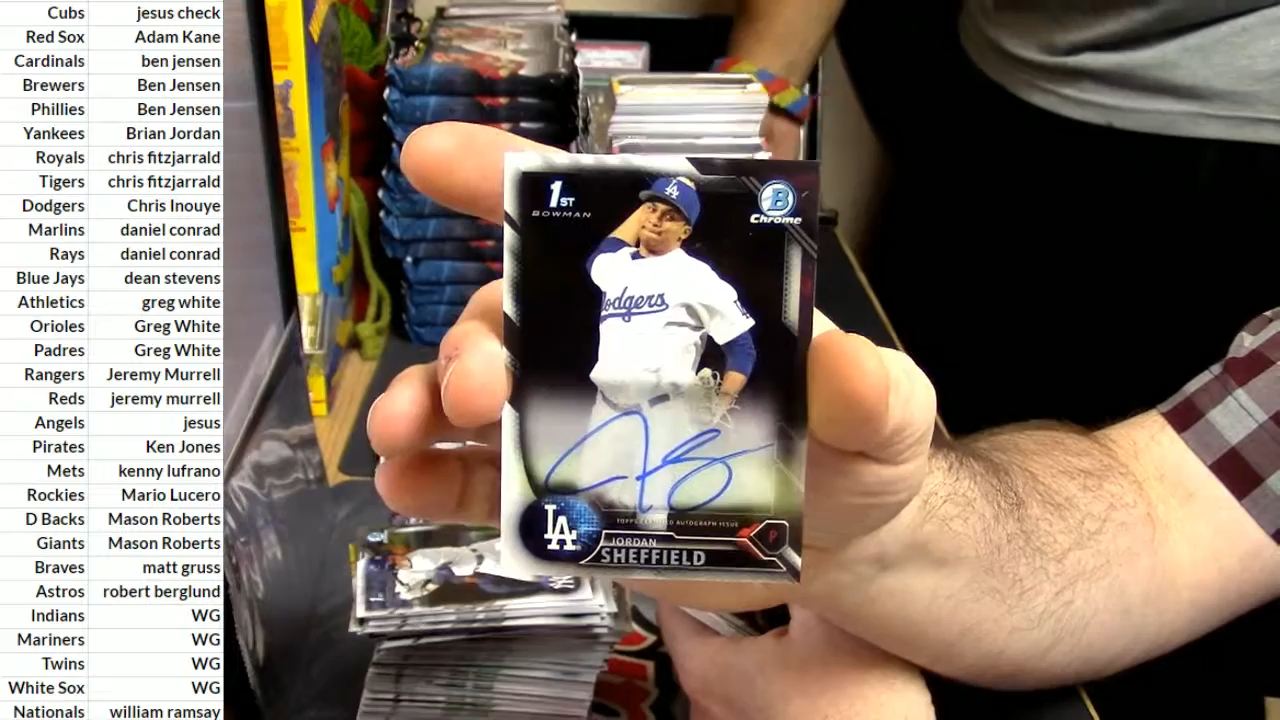 Cubs jesus check
Red Sox Adam Kane
Cardinals ben jensen
Brewers Ben Jensen
Phillies Ben Jensen
Yankees Brian Jordan
Royals chris fitzjarrald
Tigers chris fitzjarrald
Dodgers Chris Inouye
Marlins daniel conrad
Rays daniel conrad
Blue Jays dean stevens
Athletics greg white
Orioles Greg White
Padres Greg White
Rangers Jeremy Murrell
Reds jeremy murrell
Angels jesus
Pirates Ken Jones
Mets kenny lufrano
Rockies Mario Lucero
D Backs Mason Roberts
Giants Mason Roberts
Braves matt gruss
Astros robert berglund
Indians WG
Mariners WG
Twins WG
White Sox WG
Nationals william ramsay
1ST
BOWMAN
B
Chrome
LA
Dodgers
LA
TOPPS CERTIFIED AUTOGRAPH ISSUE
P
JORDAN
SHEFFIELD